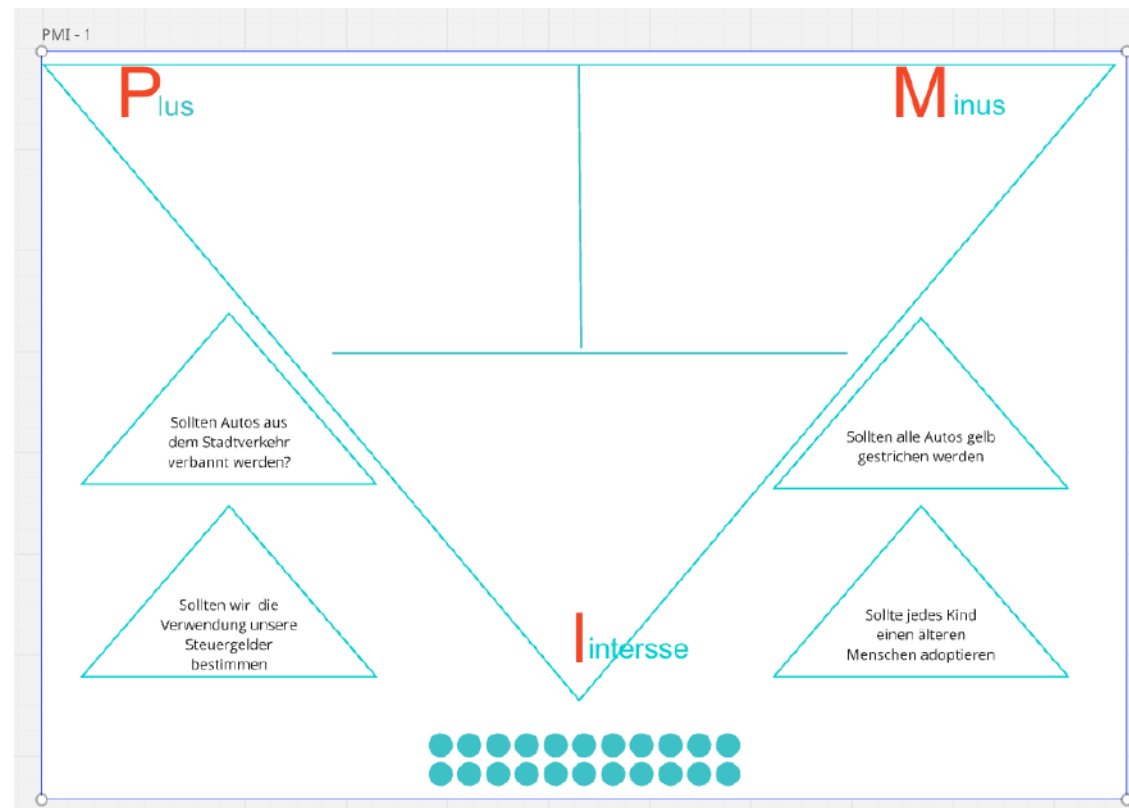 PMI - 1
Plus
Minus
Sollten Autos aus
dem Stadtverkehr
verbannt werden?
Sollten alle Autos gelb
gestrichen werden
Sollten wir die
Verwendung unsere
Steuergelder
bestimmen
Sollte jedes Kind
einen älteren
Menschen adoptieren
I intersse